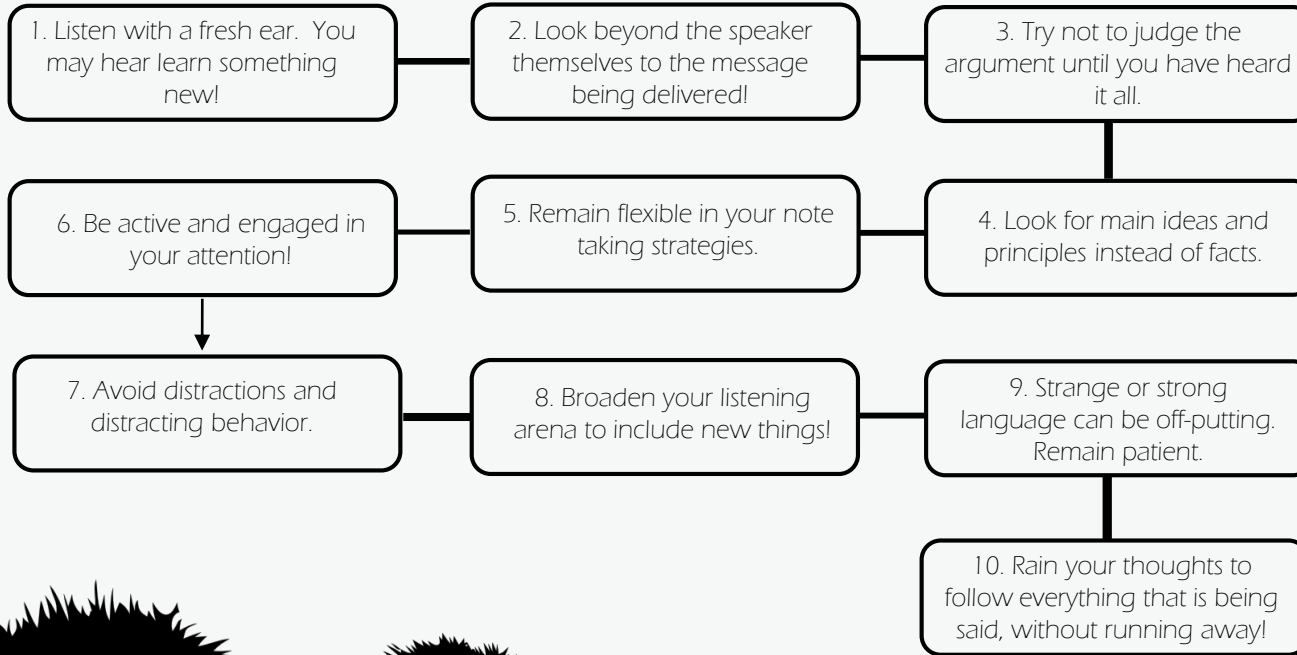 1. Listen with a fresh ear.  You
may hear learn something
new!
2. Look beyond the speaker
themselves to the message
being delivered!
3. Try not to judge the
argument until you have heard
it all.
4. Look for main ideas and
principles instead of facts.
5. Remain flexible in your note
taking strategies.
6. Be active and engaged in
your attention!
7. Avoid distractions and
distracting behavior.
8. Broaden your listening
arena to include new things!
9. Strange or strong
language can be off-putting.
Remain patient.
10. Rain your thoughts to
follow everything that is being
said, without running away!